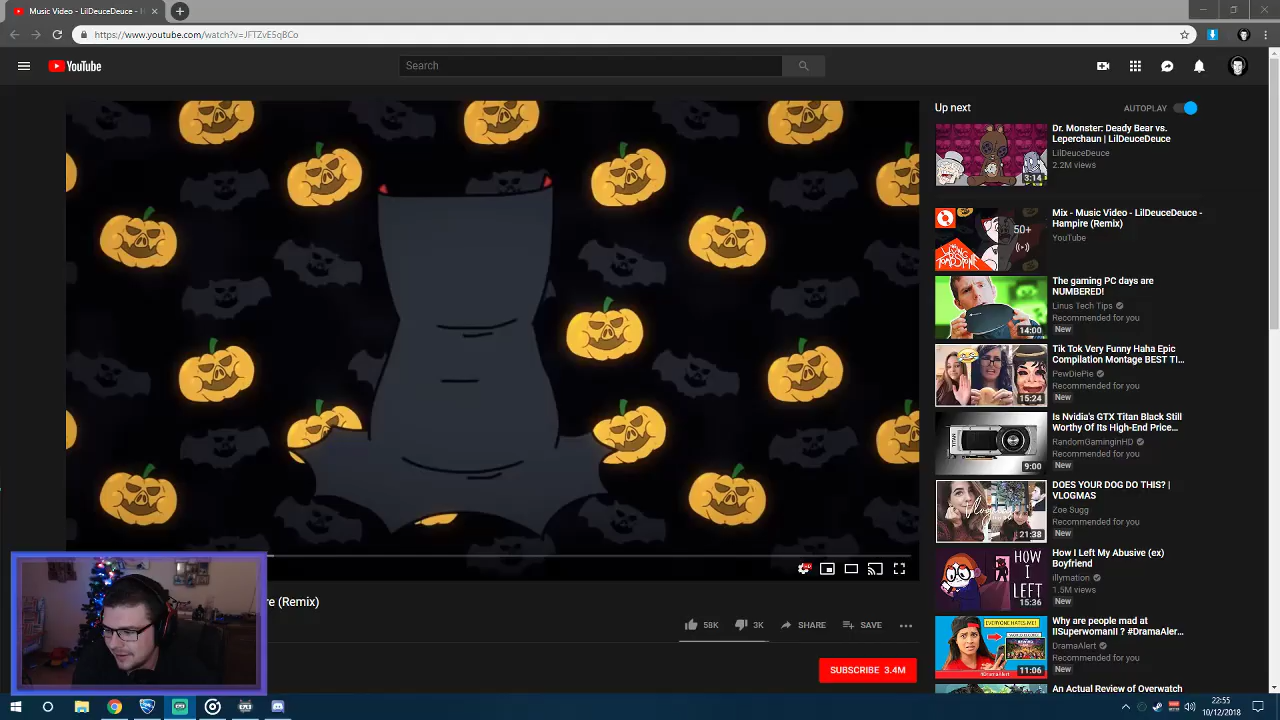 Music Video - LilDeuceDeuce - H
https://www.youtube.com/watch?v=JFTZvE5qBCo
YouTube
Search
Up next
AUTOPLAY
Dr. Monster: Deady Bear vs.
Leperchaun | LilDeuceDeuce
LilDeuceDeuce
2.2M views
3:14
Mix - Music Video - LilDeuceDeuce -
Hampire (Remix)
YouTube
50+
The gaming PC days are
NUMBERED!
Linus Tech Tips
Recommended for you
New
14:00
Tik Tok Very Funny Haha Epic
Compilation Montage BEST TI...
PewDiePie
Recommended for you
New
15:24
Is Nvidia's GTX Titan Black Still
Worthy Of Its High-End Price...
RandomGaminginHD
Recommended for you
New
TITAN
9:00
DOES YOUR DOG DO THIS? |
VLOGMAS
Zoe Sugg
Recommended for you
New
21:38
How I Left My Abusive (ex)
Boyfriend
illymation
1.5M views
New
HOW
I
LEFT
15:36
Why are people mad at
IISuperwomanII ? #DramaAler...
DramaAlert
Recommended for you
New
EVERYONE HATES ME!
11:06
An Actual Review of Overwatch
re (Remix)
58K
3K
SHARE
SAVE
SUBSCRIBE 3.4M
22:55
10/12/2018